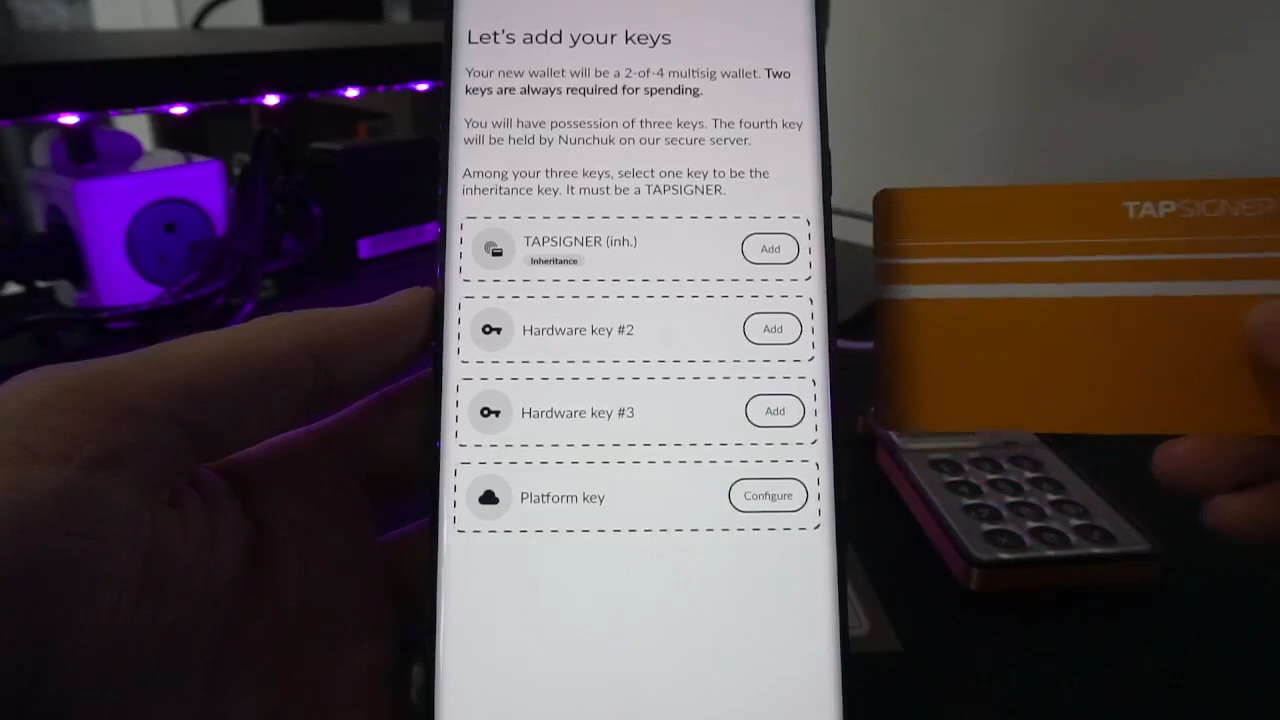 Let's add your keys
Your new wallet will be a 2-of-4 multisig wallet. Two
keys are always required for spending.
You will have possession of three keys. The fourth key
will be held by Nunchuk on our secure server.
Among your three keys, select one key to be the
inheritance key. It must be a TAPSIGNER.
TAPSIGNER (inh.)
Inheritance
Add
Hardware key #2
Add
Hardware key #3
Add
Platform key
Configure
TAPSIGNER